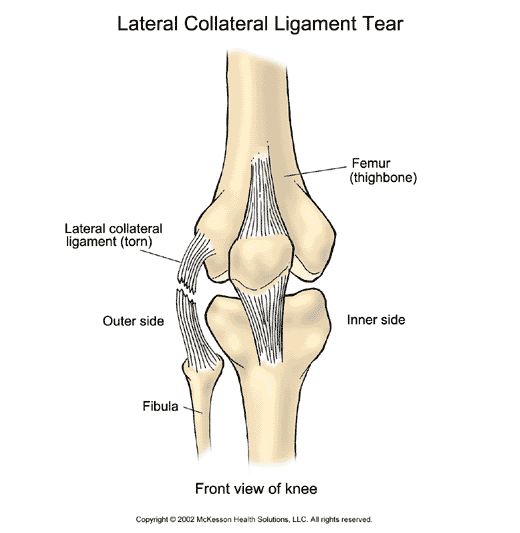 Lateral Collateral Ligament Tear
Femur
(thighbone)
Lateral collateral
ligament (torn)
Outer side
Inner side
Fibula
Front view of knee
Copyright © 2002 McKesson Health Solutions, LLC. All rights reserved.